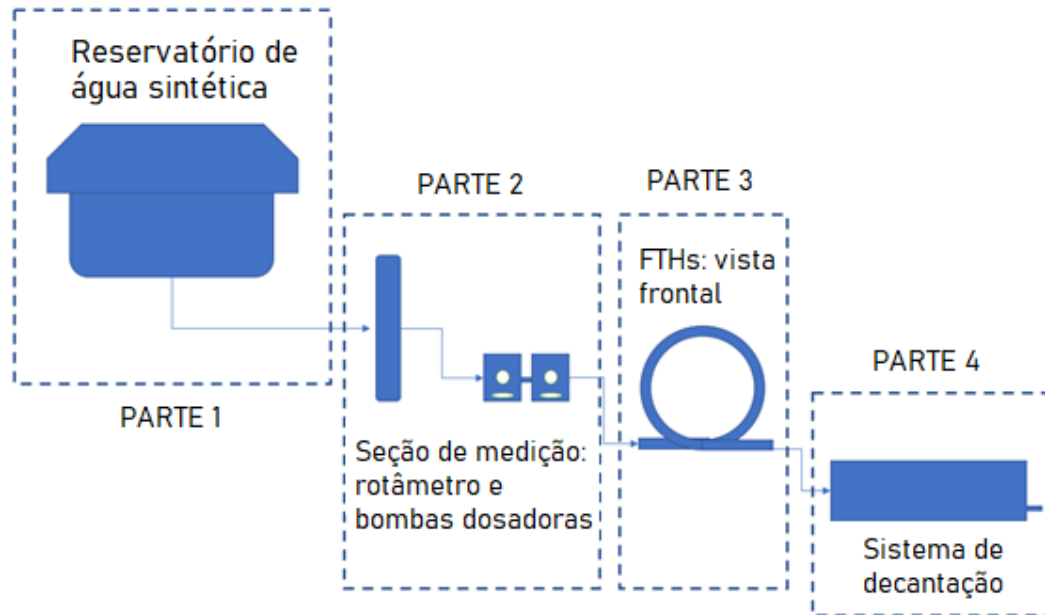 Reservatório de
água sintética
PARTE 1
PARTE 2
Seção de medição:
rotâmetro e
bombas dosadoras
PARTE 3
FTHs: vista
frontal
PARTE 4
Sistema de
decantação